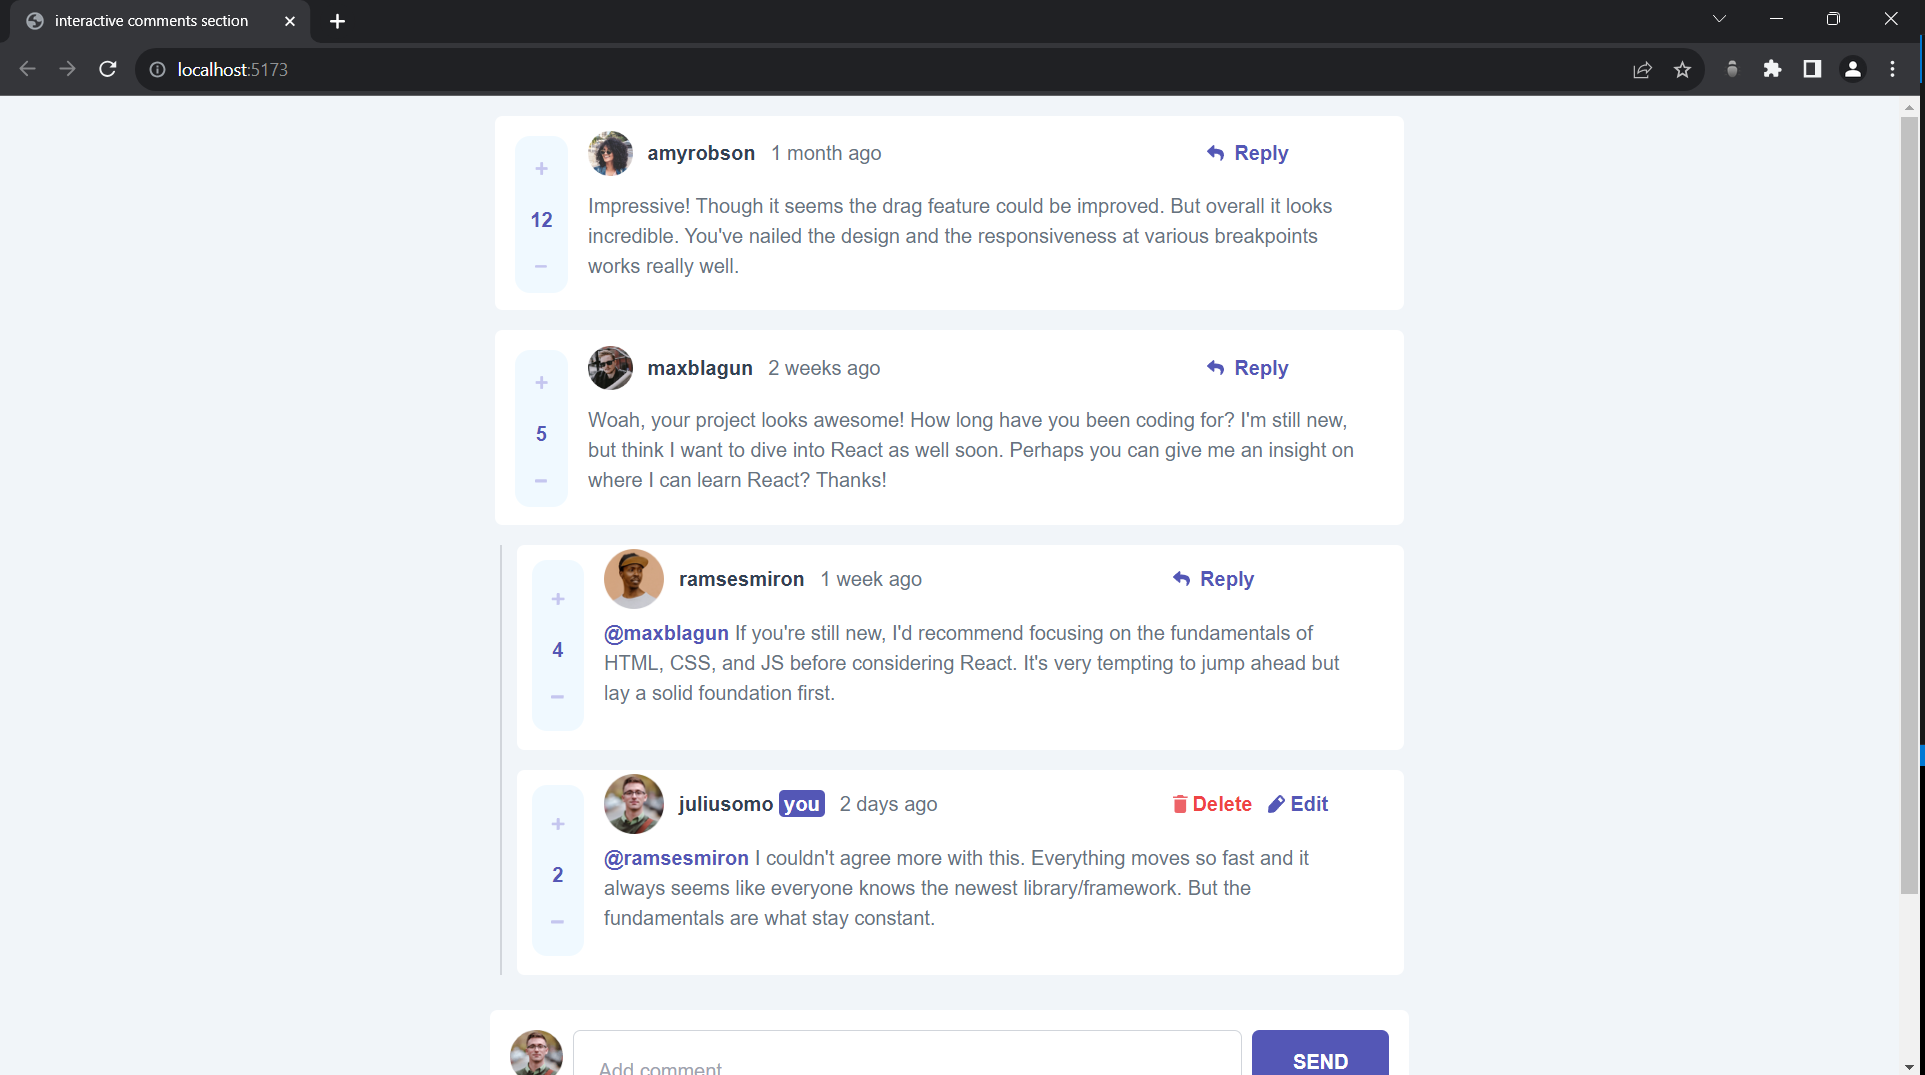 interactive comments section
localhost:5173
amyrobson 1 month ago Reply
+
12
−
Impressive! Though it seems the drag feature could be improved. But overall it looks
incredible. You've nailed the design and the responsiveness at various breakpoints
works really well.
maxblagun 2 weeks ago Reply
+
5
−
Woah, your project looks awesome! How long have you been coding for? I'm still new,
but think I want to dive into React as well soon. Perhaps you can give me an insight on
where I can learn React? Thanks!
ramsesmiron 1 week ago Reply
+
4
−
@maxblagun If you're still new, I'd recommend focusing on the fundamentals of
HTML, CSS, and JS before considering React. It's very tempting to jump ahead but
lay a solid foundation first.
juliusomo you 2 days ago Delete Edit
+
2
−
@ramsesmiron I couldn't agree more with this. Everything moves so fast and it
always seems like everyone knows the newest library/framework. But the
fundamentals are what stay constant.
Add comment
SEND